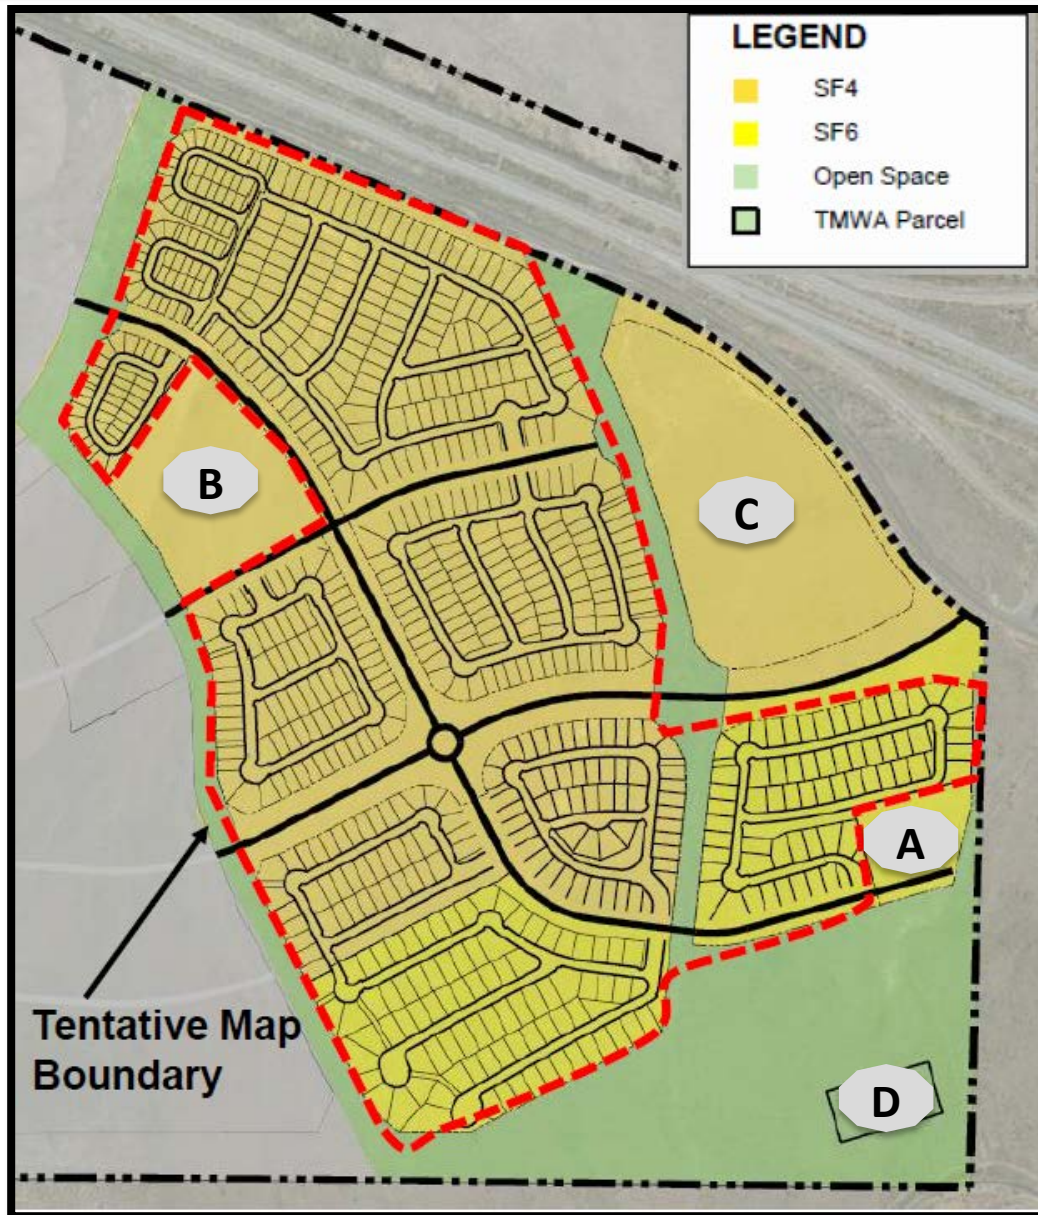 LEGEND
SF4
SF6
Open Space
TMWA Parcel
B
C
A
Tentative Map
Boundary
D